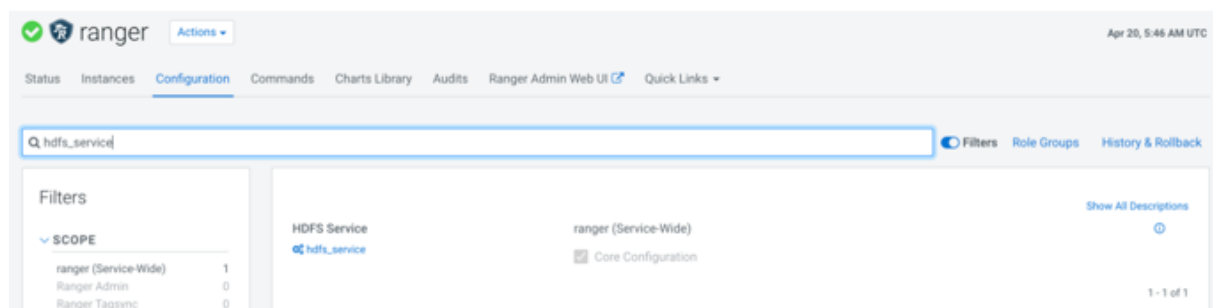 ranger Actions Apr 20, 5:46 AM UTC
Status Instances Configuration Commands Charts Library Audits Ranger Admin Web UI Quick Links
hdfs_service Filters Role Groups History & Rollback
Filters
Show All Descriptions
SCOPE
HDFS Service ranger (Service-Wide)
hdfs_service Core Configuration
ranger (Service-Wide) 1
Ranger Admin 0
Ranger Tagsync 0
1 - 1 of 1